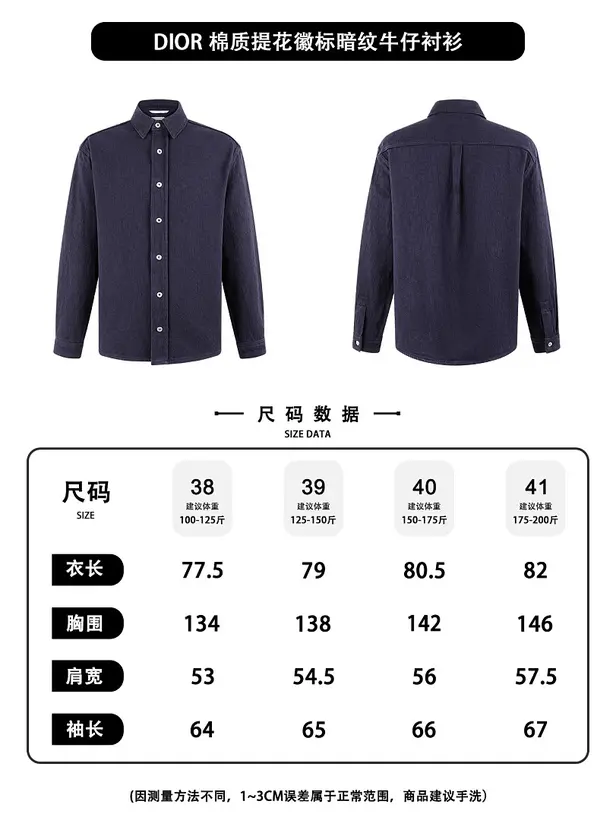 DIOR 棉质提花徽标暗纹牛仔衬衫
尺码数据
SIZE DATA
尺码 38 39 40 41
SIZE 建议体重 建议体重 建议体重 建议体重
100-125斤 125-150斤 150-175斤 175-200斤
衣长 77.5 79 80.5 82
胸围 134 138 142 146
肩宽 53 54.5 56 57.5
袖长 64 65 66 67
(因测量方法不同，1~3CM误差属于正常范围，商品建议手洗)